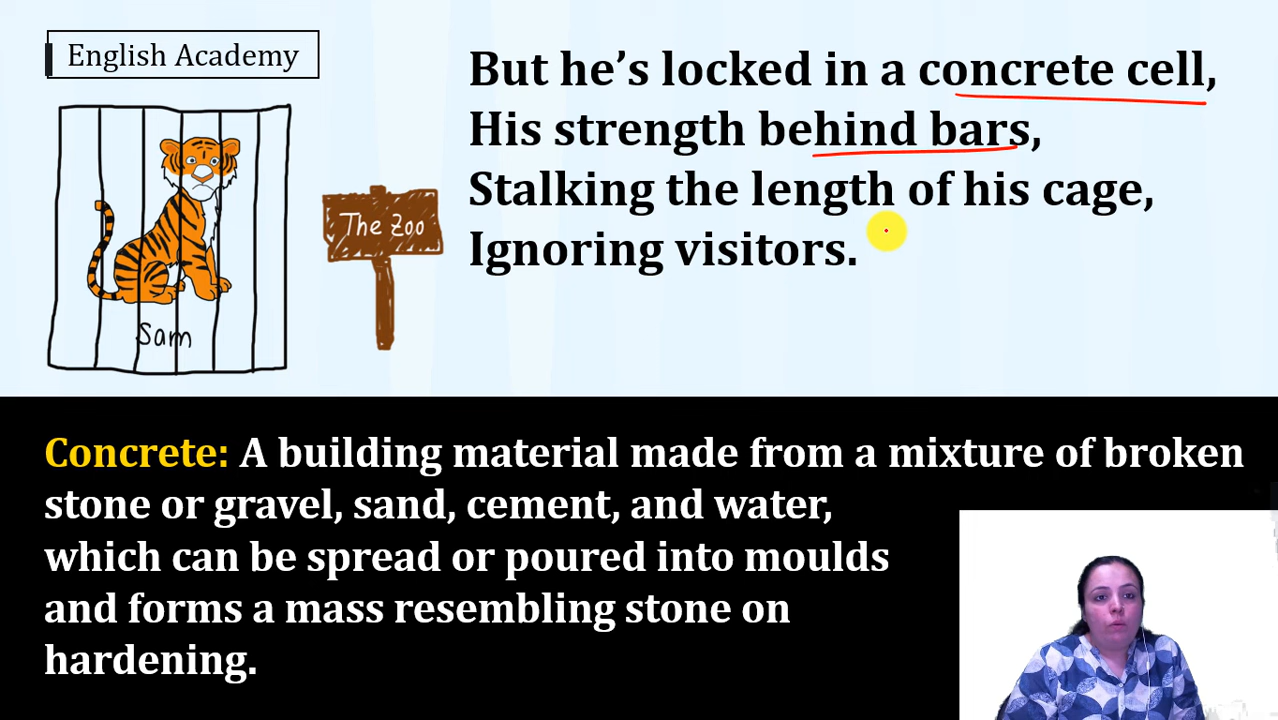 English Academy
But he's locked in a concrete cell,
His strength behind bars,
Stalking the length of his cage,
Ignoring visitors.
The Zoo
Sam
Concrete: A building material made from a mixture of broken
stone or gravel, sand, cement, and water,
which can be spread or poured into moulds
and forms a mass resembling stone on
hardening.